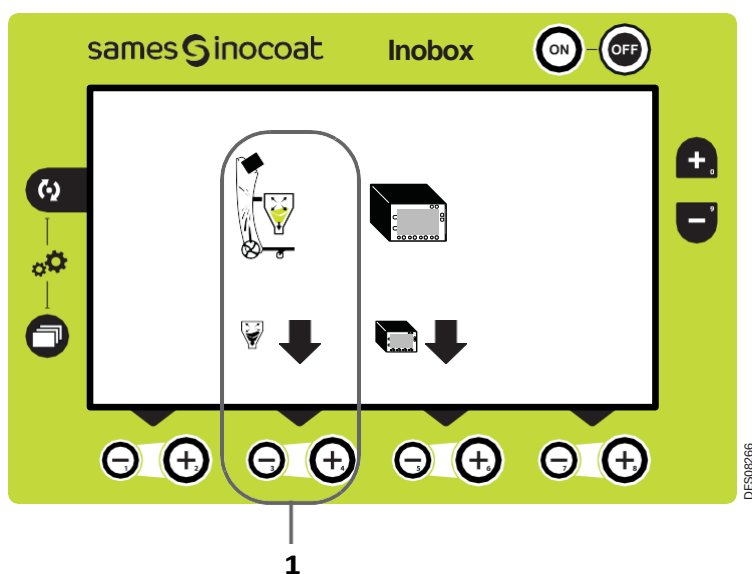 sames inocoat Inobox ON OFF
+ 0
- 9
- 1 + 2 - 3 + 4 - 5 + 6 - 7 + 8
DES08266
1